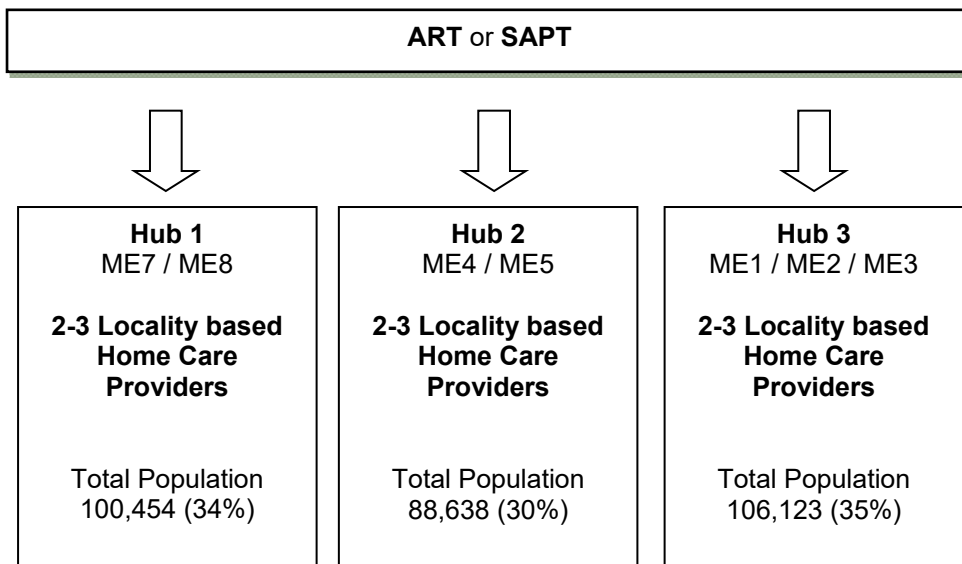 ART or SAPT
Hub 1
ME7 / ME8
2-3 Locality based
Home Care
Providers
Total Population
100,454 (34%)
Hub 2
ME4 / ME5
2-3 Locality based
Home Care
Providers
Total Population
88,638 (30%)
Hub 3
ME1 / ME2 / ME3
2-3 Locality based
Home Care
Providers
Total Population
106,123 (35%)